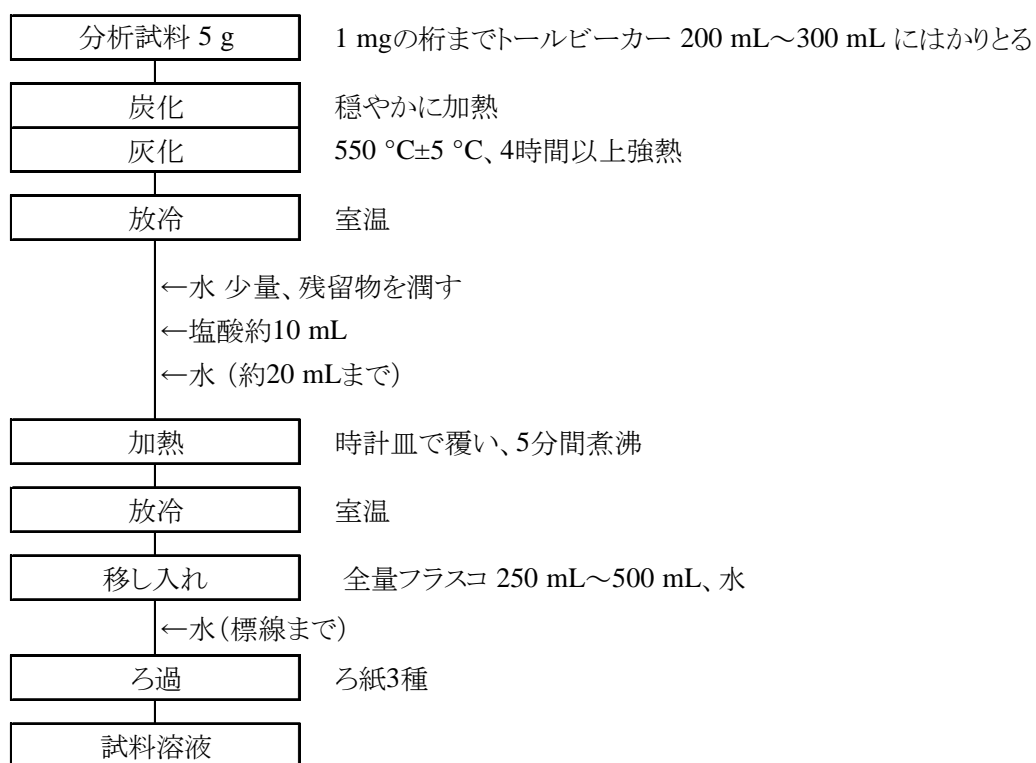 分析試料 5 g 1 mgの桁までトールビーカー 200 mL～300 mL にはかりとる
炭化 穏やかに加熱
灰化 550 °C±5 °C、4時間以上強熱
放冷 室温
←水 少量、残留物を潤す
←塩酸約10 mL
←水 （約20 mLまで）
加熱 時計皿で覆い、5分間煮沸
放冷 室温
移し入れ 全量フラスコ 250 mL～500 mL、水
←水（標線まで）
ろ過 ろ紙3種
試料溶液